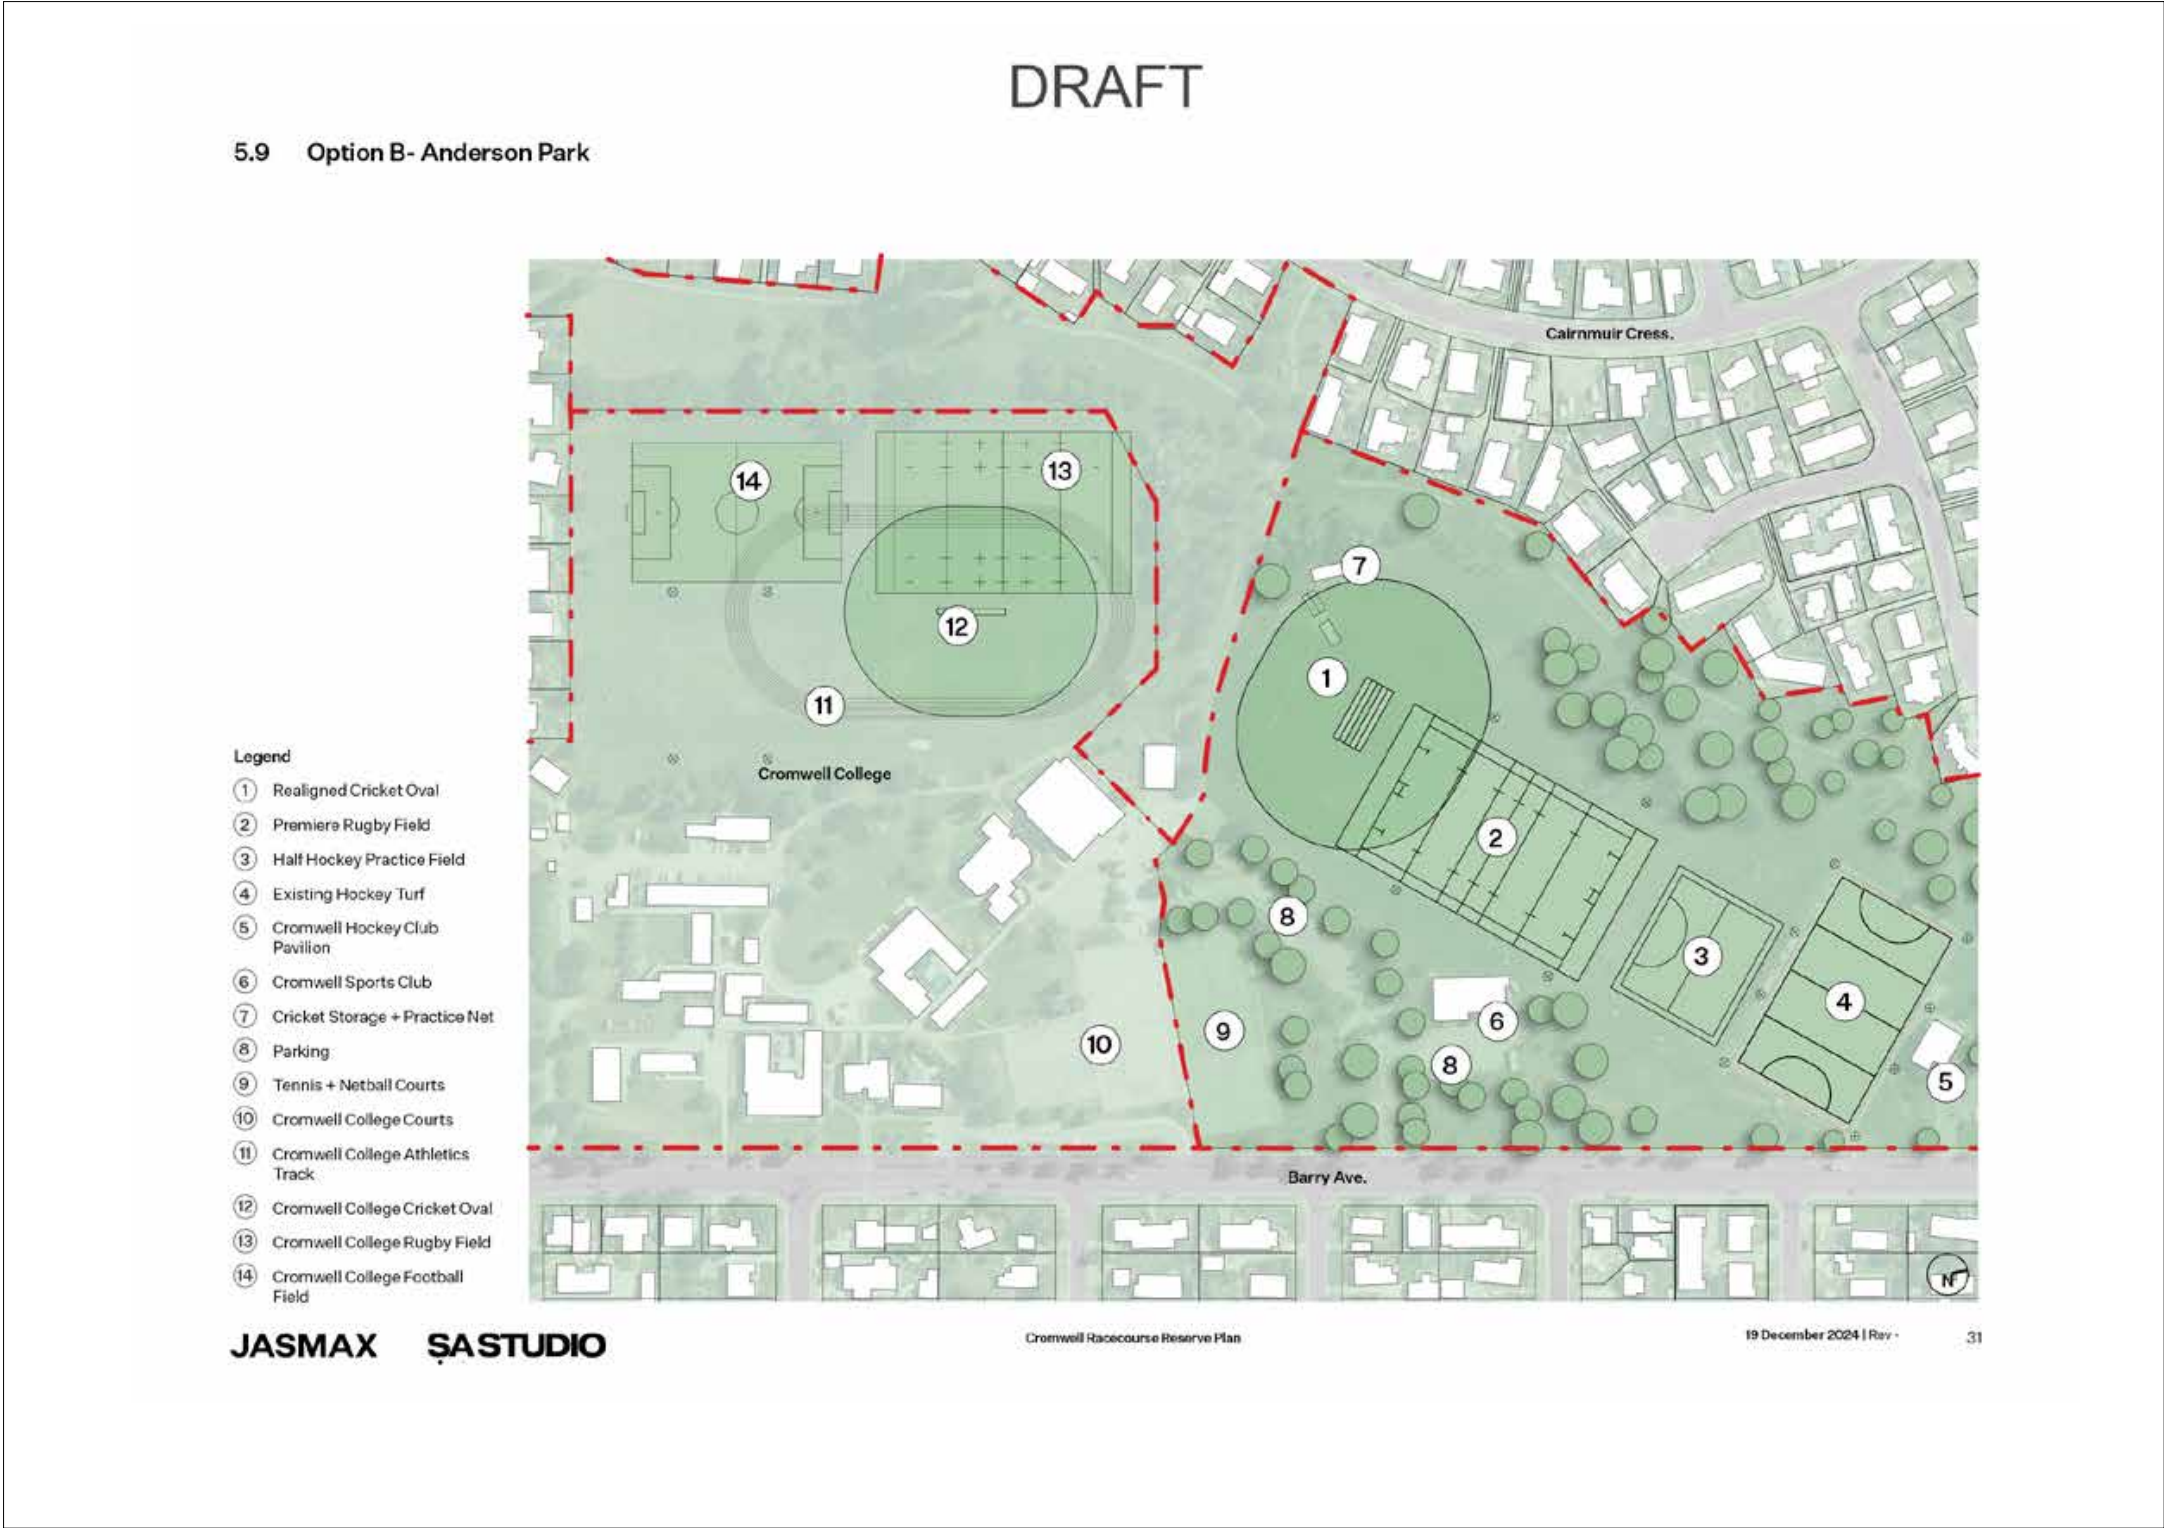 DRAFT
5.9 Option B- Anderson Park
Cairnmuir Cress.
14
13
7
12
1
11
Cromwell College
2
8
3
4
9
6
10
8
5
Barry Ave.
N
Legend
1 Realigned Cricket Oval
2 Premiere Rugby Field
3 Half Hockey Practice Field
4 Existing Hockey Turf
5 Cromwell Hockey Club
Pavilion
6 Cromwell Sports Club
7 Cricket Storage + Practice Net
8 Parking
9 Tennis + Netball Courts
10 Cromwell College Courts
11 Cromwell College Athletics
Track
12 Cromwell College Cricket Oval
13 Cromwell College Rugby Field
14 Cromwell College Football
Field
JASMAX ṢA STUDIO
Cromwell Racecourse Reserve Plan
19 December 2024 | Rev -
31